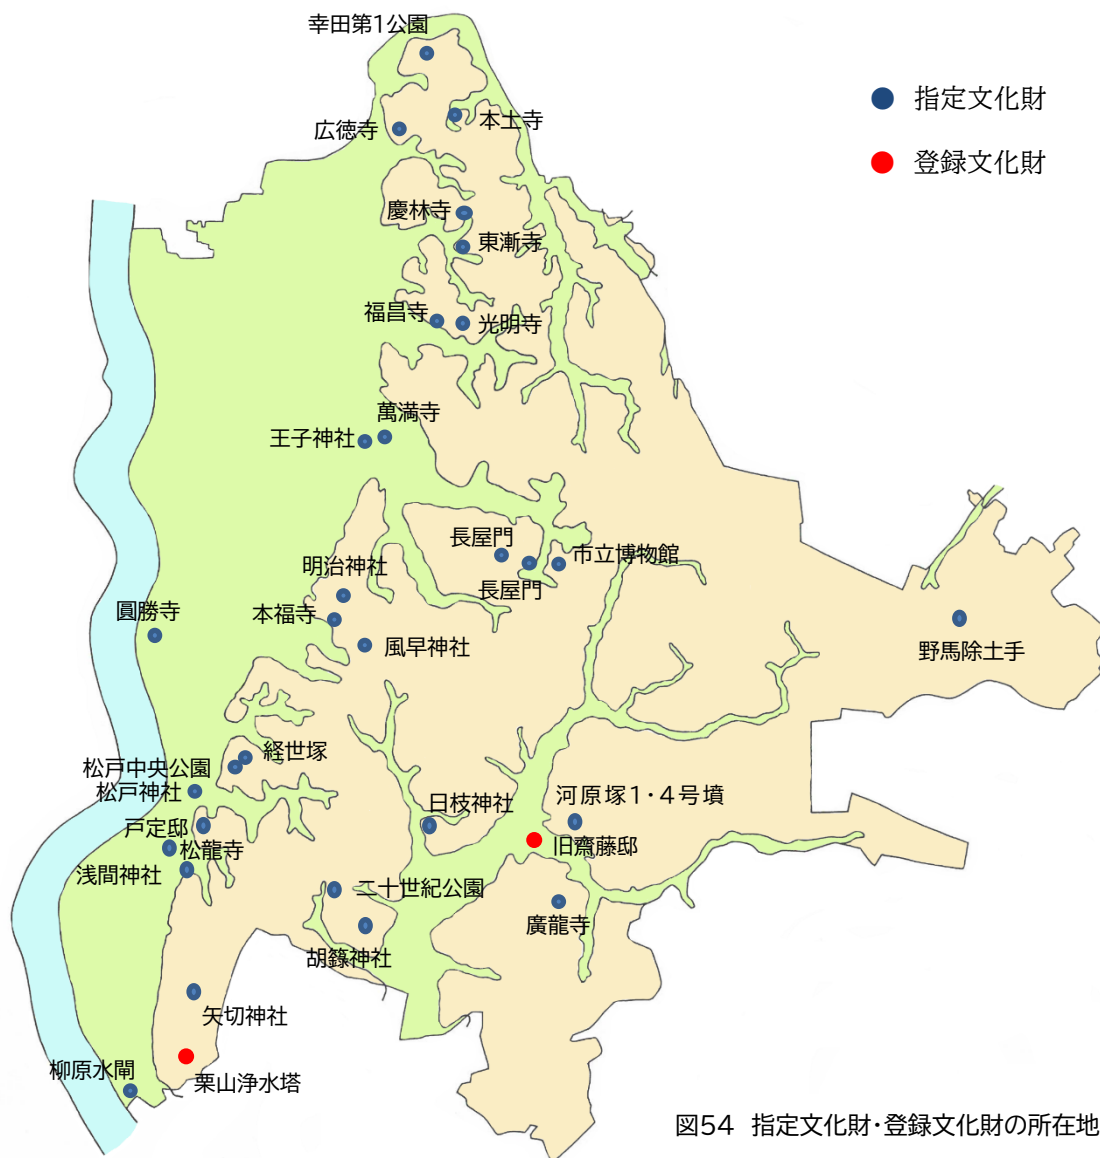 幸田第1公園
指定文化財
本土寺
広徳寺
登録文化財
慶林寺
東漸寺
福昌寺
光明寺
萬満寺
王子神社
長屋門
市立博物館
明治神社
長屋門
本福寺
圓勝寺
風早神社
野馬除土手
経世塚
松戸中央公園
松戸神社
日枝神社
河原塚1・4号墳
戸定邸
松龍寺
旧齋藤邸
浅間神社
二十世紀公園
廣龍寺
胡籙神社
矢切神社
柳原水閘
栗山浄水塔
図54 指定文化財・登録文化財の所在地